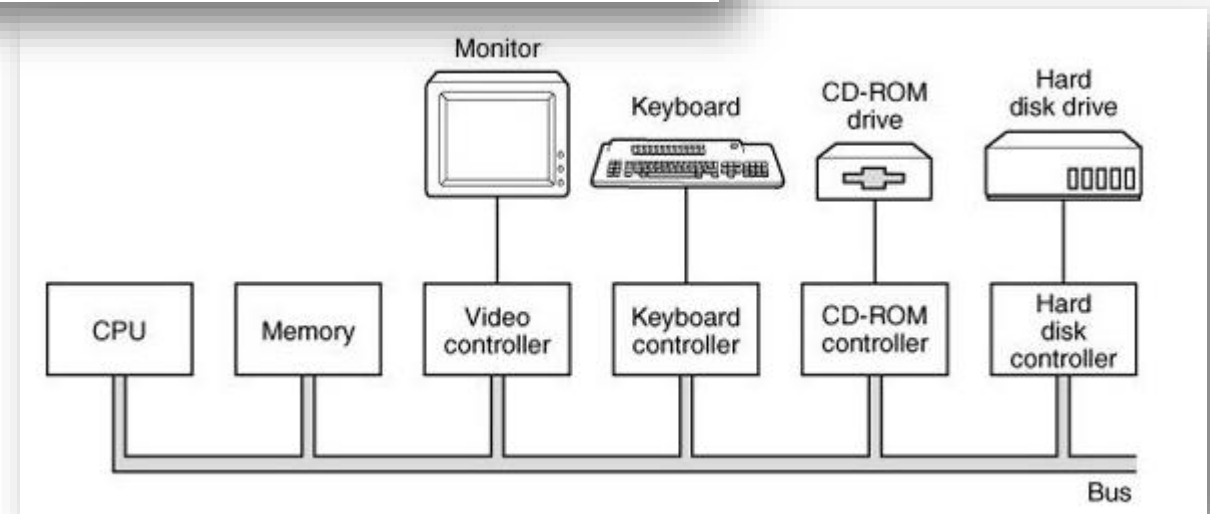 Monitor
Keyboard
CD-ROM
drive
Hard
disk drive
CPU
Memory
Video
controller
Keyboard
controller
CD-ROM
controller
Hard
disk
controller
Bus